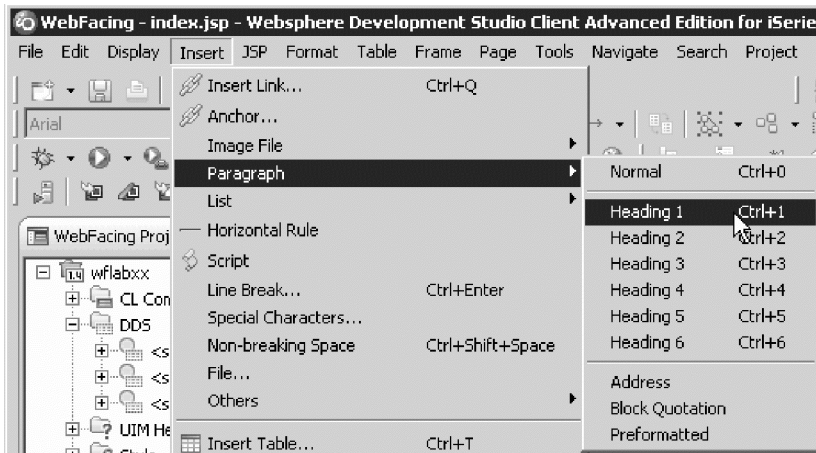 WebFacing - index.jsp - Websphere Development Studio Client Advanced Edition for iSerie
File Edit Display Insert JSP Format Table Frame Page Tools Navigate Search Project
Insert Link... Ctrl+Q
Anchor...
Arial
Image File
Paragraph
Normal Ctrl+0
List
Heading 1 Ctrl+1
Horizontal Rule
WebFacing Proj
Heading 2 Ctrl+2
Script
Heading 3 Ctrl+3
1.4 wflabxx
Line Break... Ctrl+Enter
Heading 4 Ctrl+4
CL Con
Special Characters...
Heading 5 Ctrl+5
DDS
Non-breaking Space Ctrl+Shift+Space
Heading 6 Ctrl+6
<s
File...
<s
Address
Others
<s
Block Quotation
UIM He
Preformatted
Insert Table... Ctrl+T